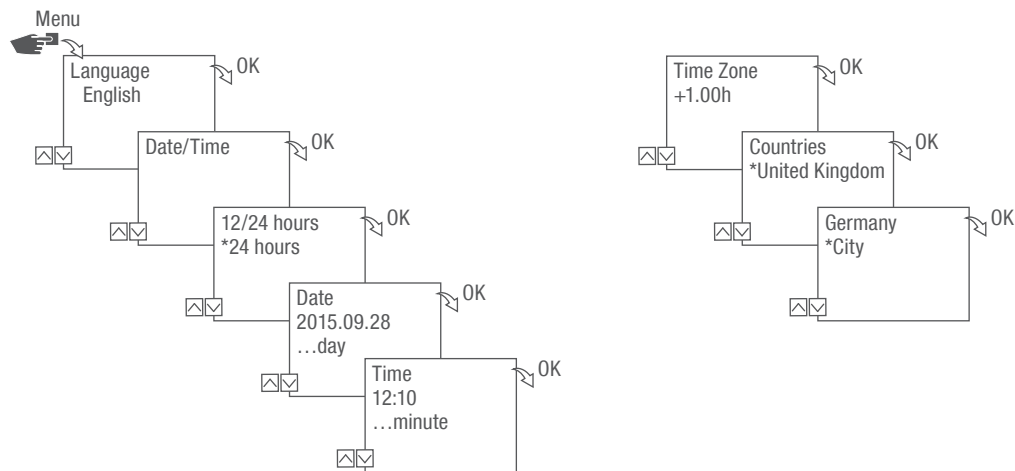 Menu
Language
English
OK
Date/Time
OK
12/24 hours
*24 hours
OK
Date
2015.09.28
…day
OK
Time
12:10
…minute
OK
Time Zone
+1.00h
OK
Countries
*United Kingdom
OK
Germany
*City
OK